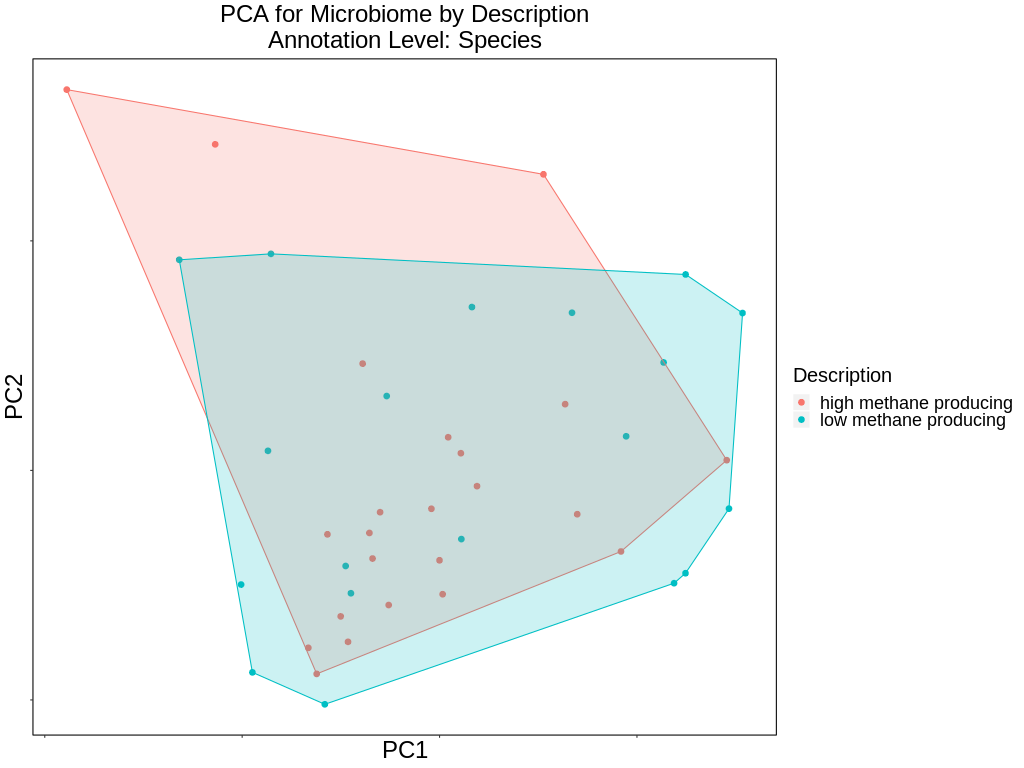 PCA for Microbiome by Description
Annotation Level: Species
PC2
PC1
Description
high methane producing
low methane producing